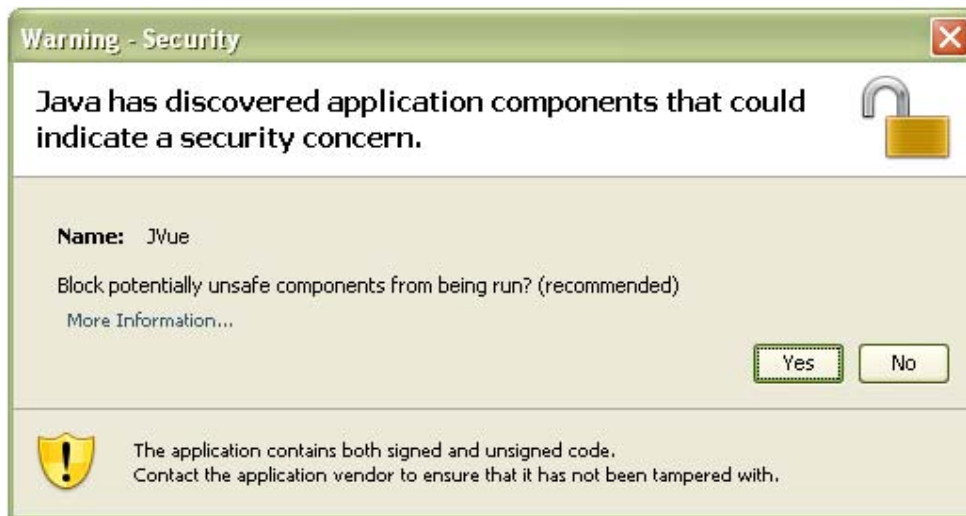 Warning - Security
Java has discovered application components that could
indicate a security concern.
Name: JVue
Block potentially unsafe components from being run? (recommended)
More Information...
Yes No
The application contains both signed and unsigned code.
Contact the application vendor to ensure that it has not been tampered with.